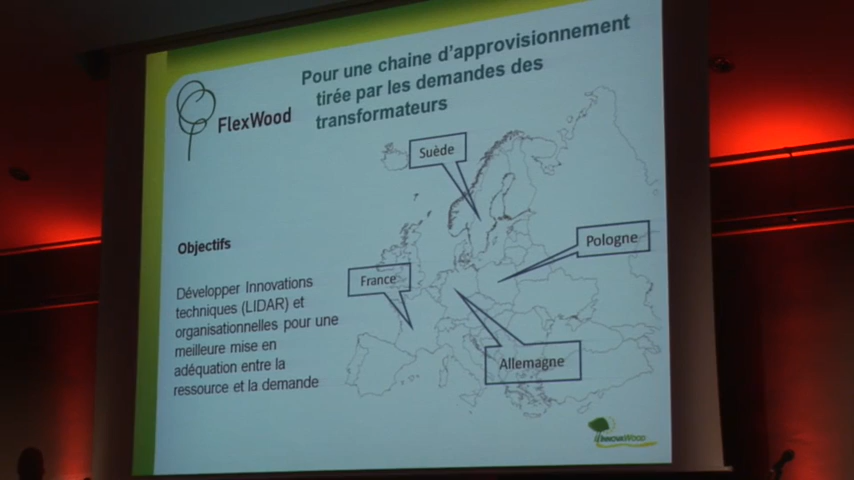 Pour une chaine d'approvisionnement
tirée par les demandes des
transformateurs
FlexWood
Suède
Pologne
Objectifs
France
Développer Innovations
techniques (LIDAR) et
organisationnelles pour une
meilleure mise en
adéquation entre la
ressource et la demande
Allemagne
InnovaWood